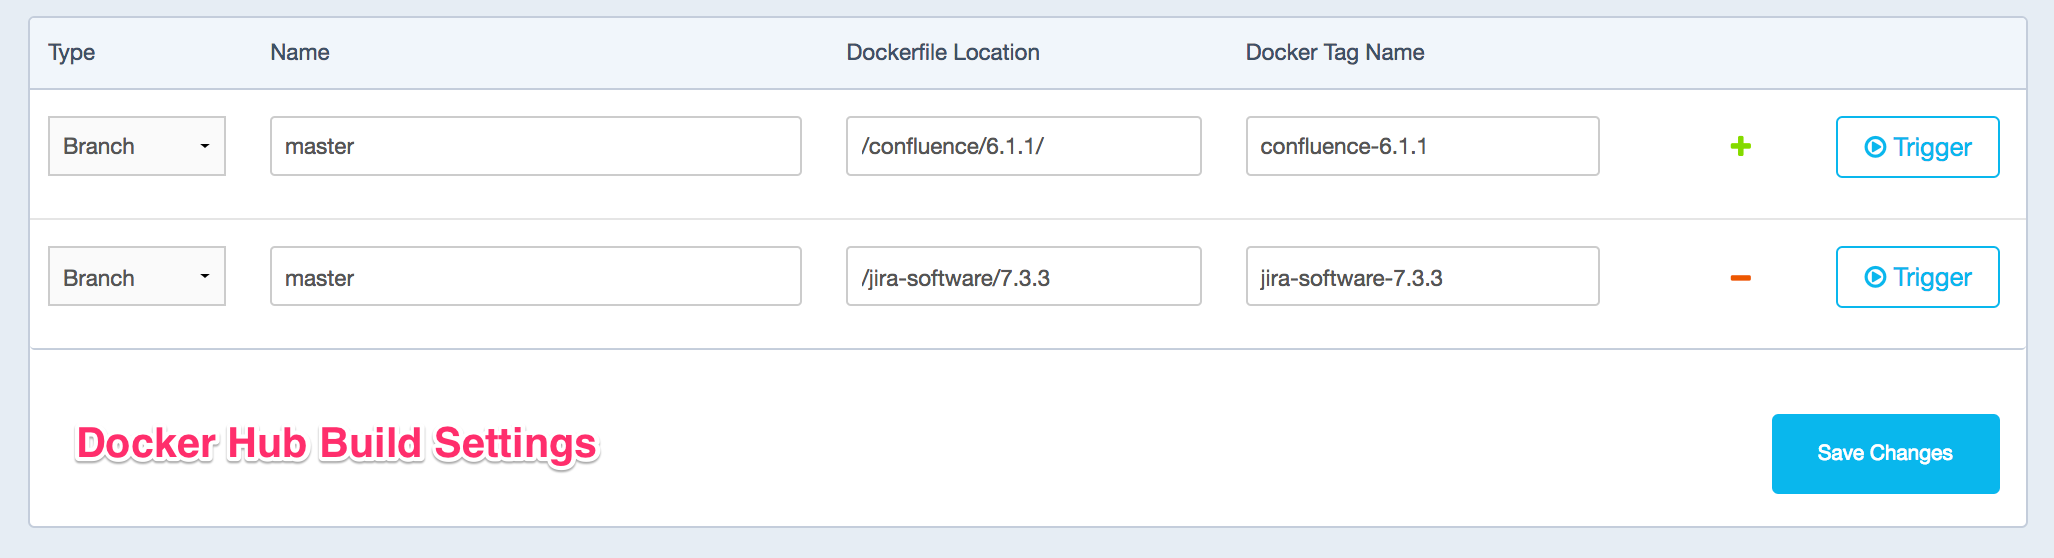 Type Name Dockerfile Location Docker Tag Name
Branch master /confluence/6.1.1/ confluence-6.1.1 Trigger
Branch master /jira-software/7.3.3 jira-software-7.3.3 Trigger
Docker Hub Build Settings
Save Changes